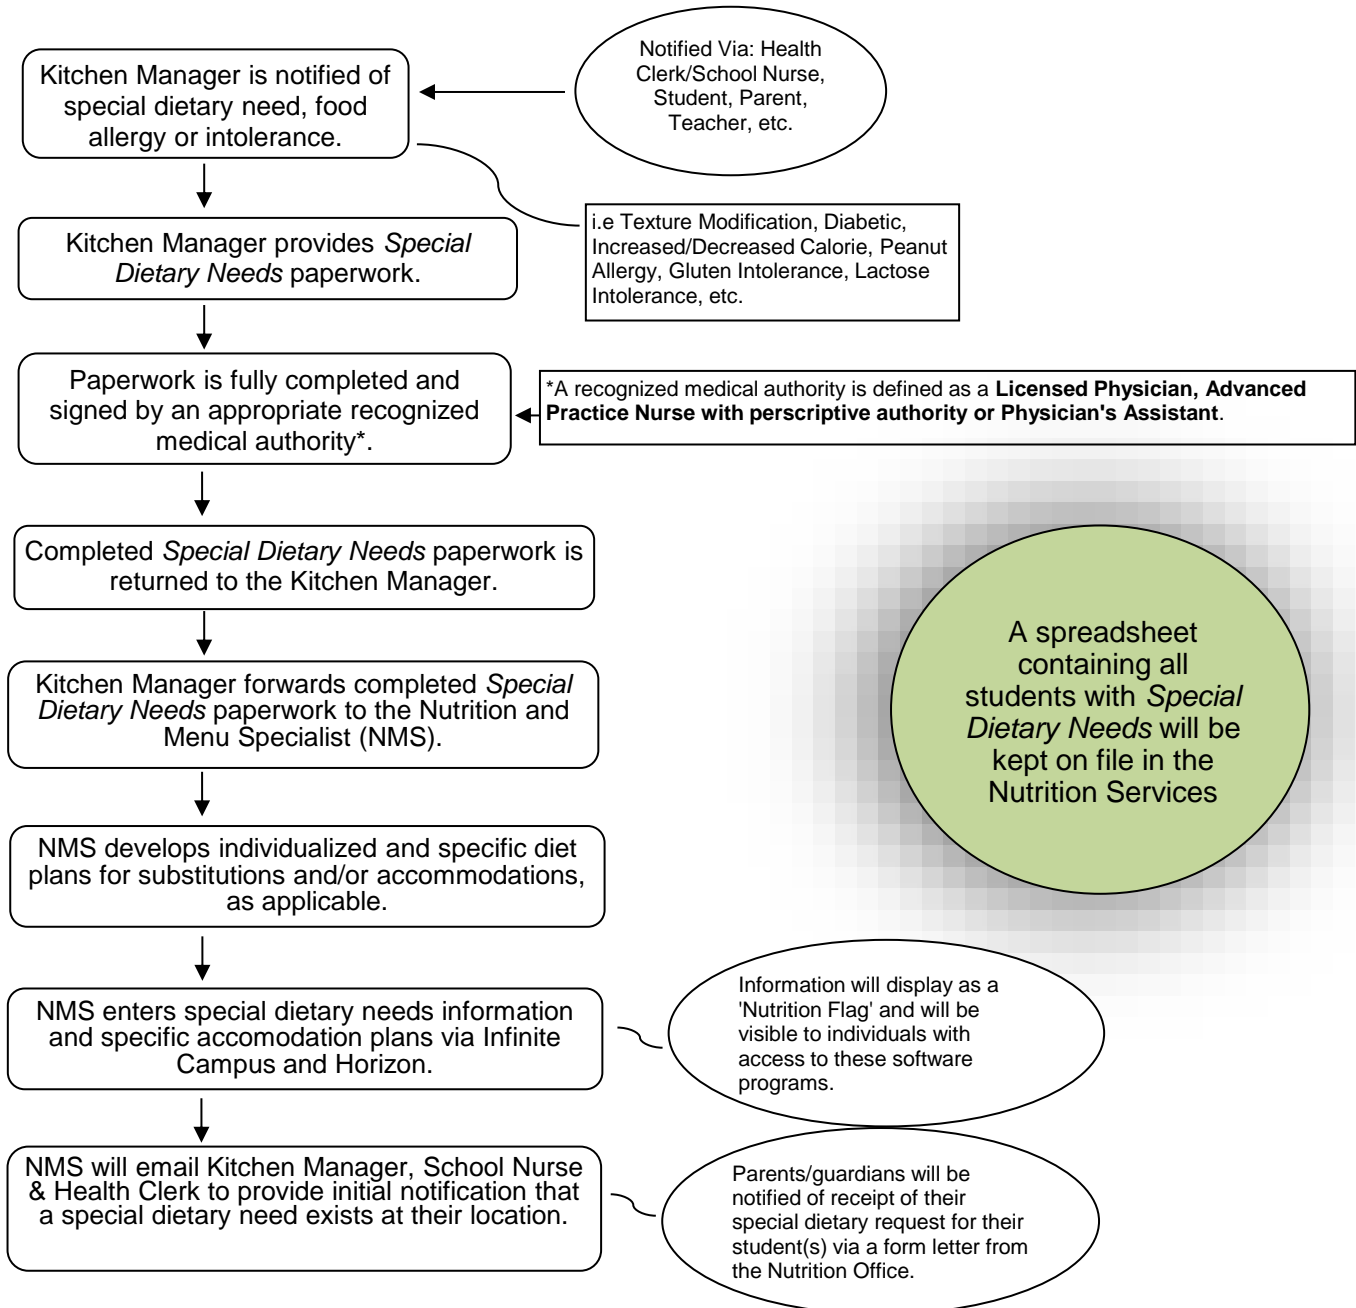 Kitchen Manager is notified of
special dietary need, food
allergy or intolerance.
Notified Via: Health
Clerk/School Nurse,
Student, Parent,
Teacher, etc.
i.e Texture Modification, Diabetic,
Increased/Decreased Calorie, Peanut
Allergy, Gluten Intolerance, Lactose
Intolerance, etc.
Kitchen Manager provides Special
Dietary Needs paperwork.
Paperwork is fully completed and
signed by an appropriate recognized
medical authority*.
*A recognized medical authority is defined as a Licensed Physician, Advanced
Practice Nurse with perscriptive authority or Physician's Assistant.
Completed Special Dietary Needs paperwork is
returned to the Kitchen Manager.
Kitchen Manager forwards completed Special
Dietary Needs paperwork to the Nutrition and
Menu Specialist (NMS).
A spreadsheet
containing all
students with Special
Dietary Needs will be
kept on file in the
Nutrition Services
NMS develops individualized and specific diet
plans for substitutions and/or accommodations,
as applicable.
NMS enters special dietary needs information
and specific accomodation plans via Infinite
Campus and Horizon.
Information will display as a
'Nutrition Flag' and will be
visible to individuals with
access to these software
programs.
NMS will email Kitchen Manager, School Nurse
& Health Clerk to provide initial notification that
a special dietary need exists at their location.
Parents/guardians will be
notified of receipt of their
special dietary request for their
student(s) via a form letter from
the Nutrition Office.